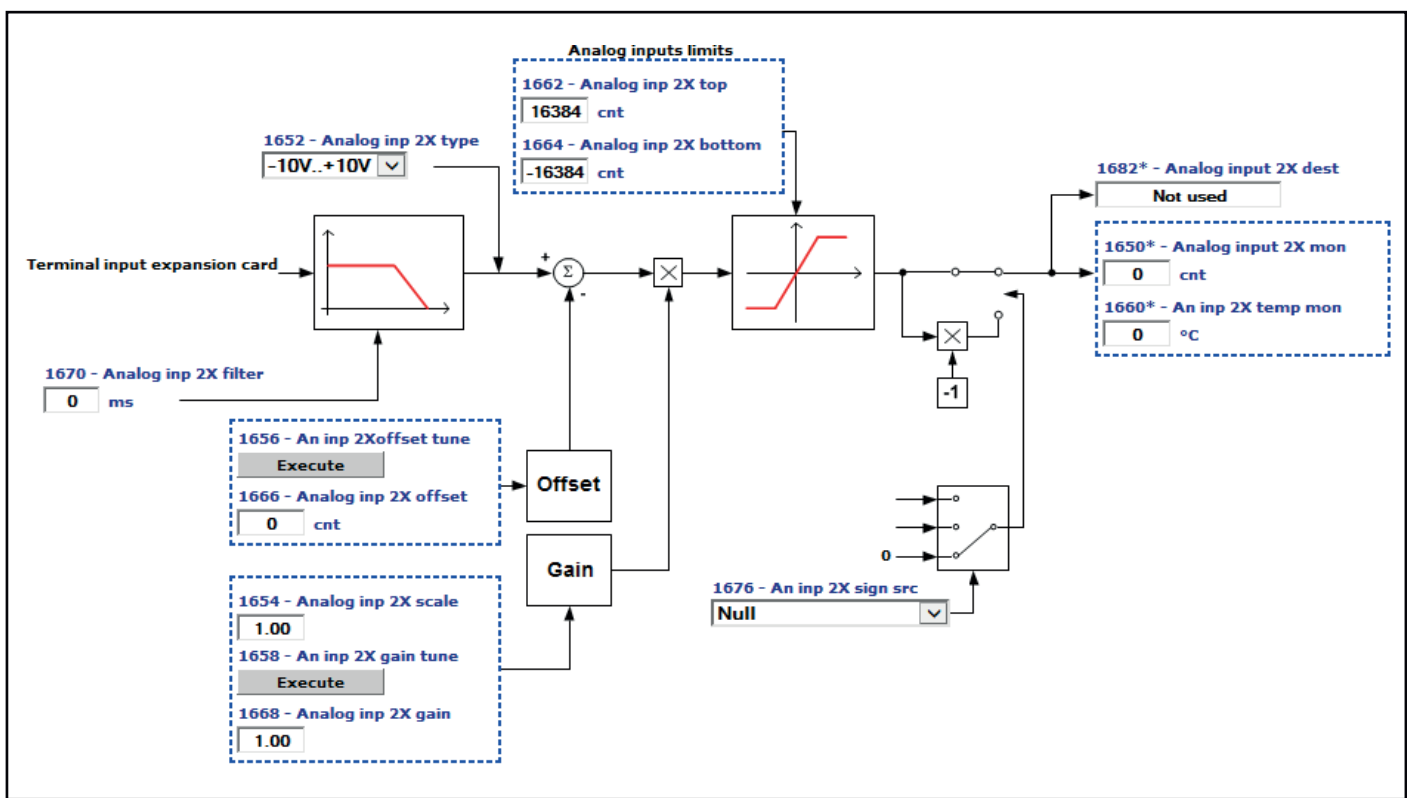 Analog inputs limits
1662 - Analog inp 2X top
16384 cnt
1664 - Analog inp 2X bottom
-16384 cnt
1652 - Analog inp 2X type
-10V..+10V
1682* - Analog input 2X dest
Not used
1650* - Analog input 2X mon
0 cnt
1660* - An inp 2X temp mon
0 °C
Terminal input expansion card
+
Σ
-
-1
1670 - Analog inp 2X filter
0 ms
1656 - An inp 2Xoffset tune
Execute
1666 - Analog inp 2X offset
0 cnt
Offset
Gain
1654 - Analog inp 2X scale
1.00
1658 - An inp 2X gain tune
Execute
1668 - Analog inp 2X gain
1.00
0
1676 - An inp 2X sign src
Null